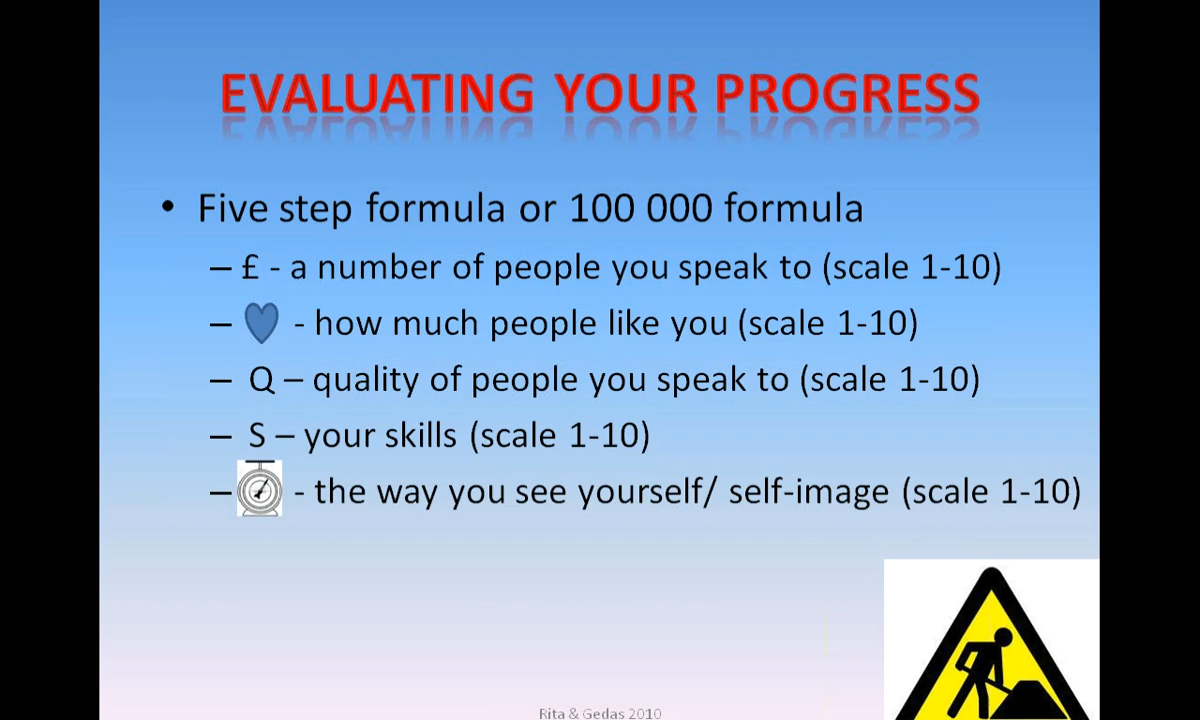 EVALUATING YOUR PROGRESS
• Five step formula or 100 000 formula
– £ - a number of people you speak to (scale 1-10)
– - how much people like you (scale 1-10)
– Q – quality of people you speak to (scale 1-10)
– S – your skills (scale 1-10)
– - the way you see yourself/ self-image (scale 1-10)
Rita & Gedas 2010